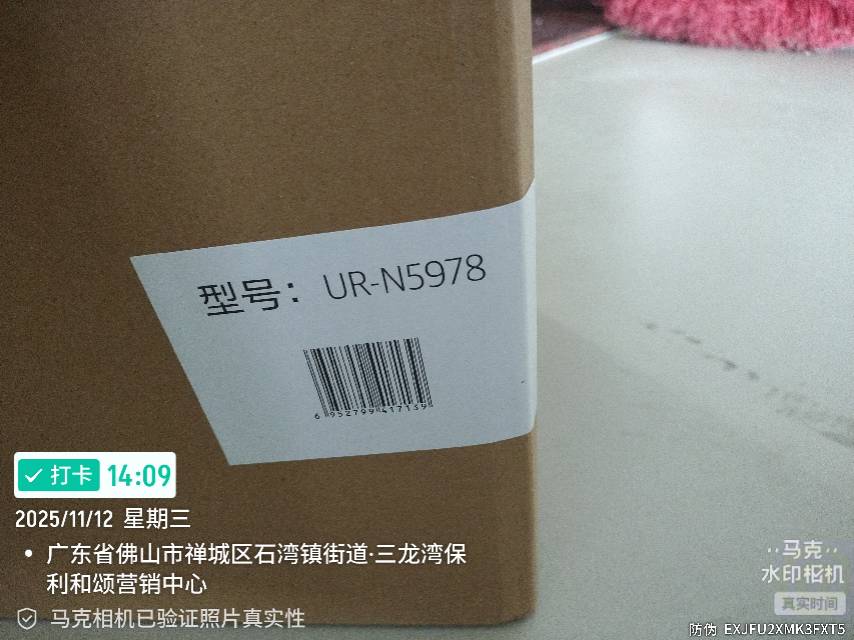 型号：UR-N5978
6 952799 417139
打卡 14:09
2025/11/12 星期三
广东省佛山市禅城区石湾镇街道·三龙湾保
利和颂营销中心
马克相机已验证照片真实性
马克
水印相机
真实时间
防伪 EXJFU2XMK3FXT5